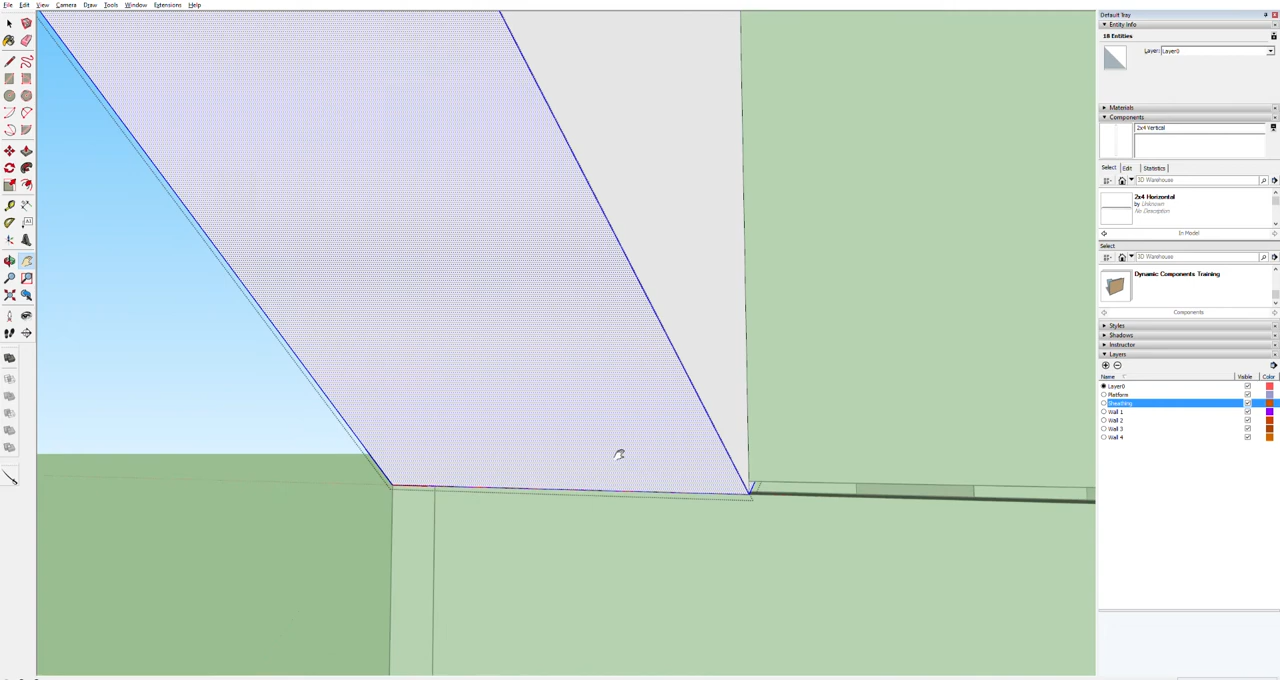 File Edit View Camera Draw Tools Window Extensions Help
Default Tray
Entity Info
18 Entities
Layer: Layer0
Materials
Components
2x4 Vertical
Select Edit Statistics
3D Warehouse
2x4 Horizontal
by Unknown
No Description
In Model
Select
3D Warehouse
Dynamic Components Training
Components
Styles
Shadows
Instructor
Layers
Name Visible Color
Layer0
Platform
Sheathing
Wall 1
Wall 2
Wall 3
Wall 4